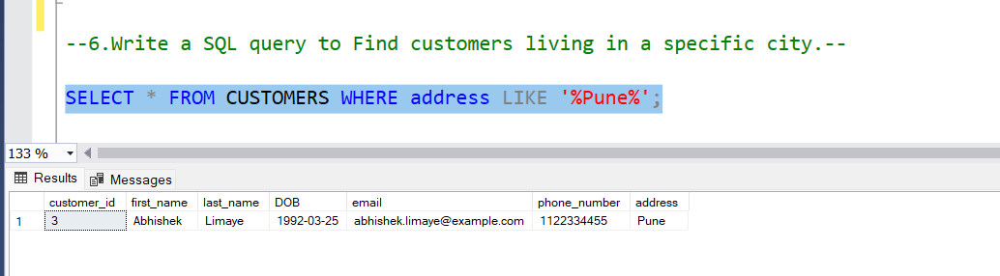 --6.Write a SQL query to Find customers living in a specific city.--
SELECT * FROM CUSTOMERS WHERE address LIKE '%Pune%';
133 %
Results Messages
customer_id first_name last_name DOB email phone_number address
1 3 Abhishek Limaye 1992-03-25 abhishek.limaye@example.com 1122334455 Pune